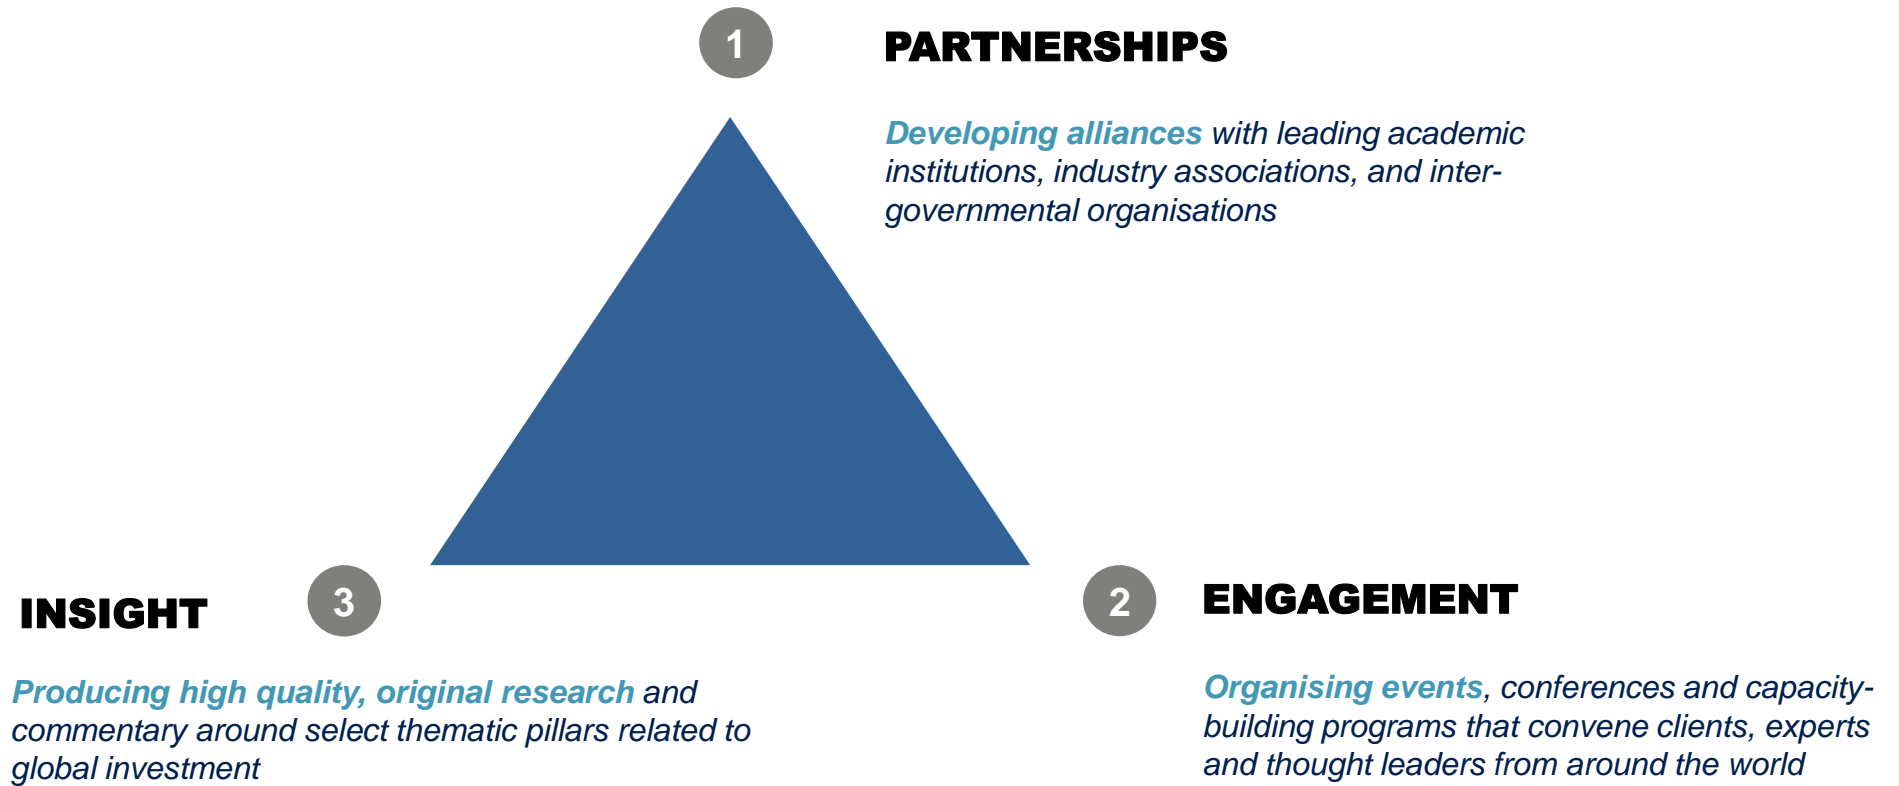 1
PARTNERSHIPS
Developing alliances with leading academic
institutions, industry associations, and inter-
governmental organisations
2
ENGAGEMENT
Organising events, conferences and capacity-
building programs that convene clients, experts
and thought leaders from around the world
3
INSIGHT
Producing high quality, original research and
commentary around select thematic pillars related to
global investment